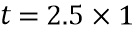 t = 2.5 × 1